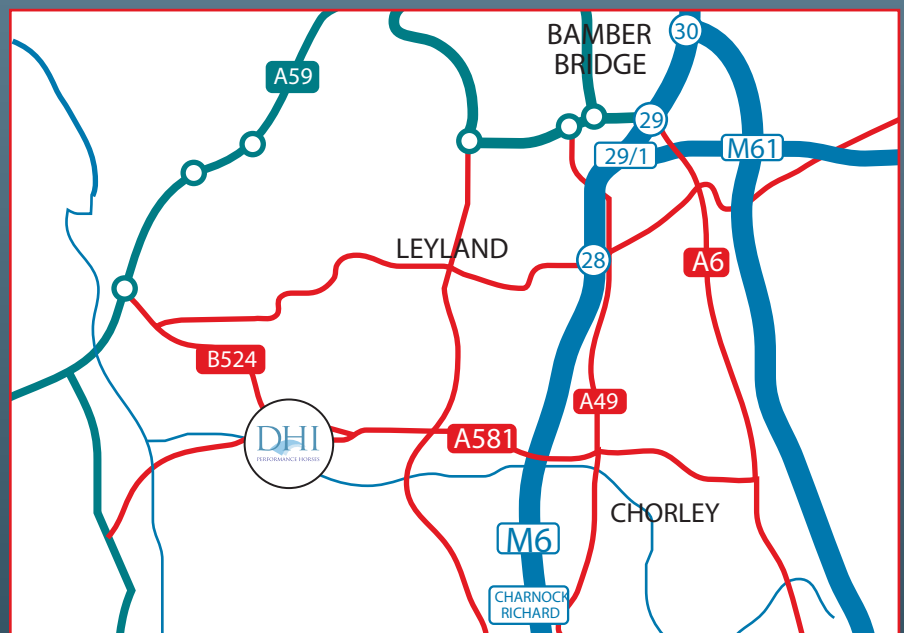 30
BAMBER
BRIDGE
A59
29
29/1
M61
LEYLAND
28
A6
B524
A49
DHI
PERFORMANCE HORSES
A581
CHORLEY
M6
CHARNOCK
RICHARD